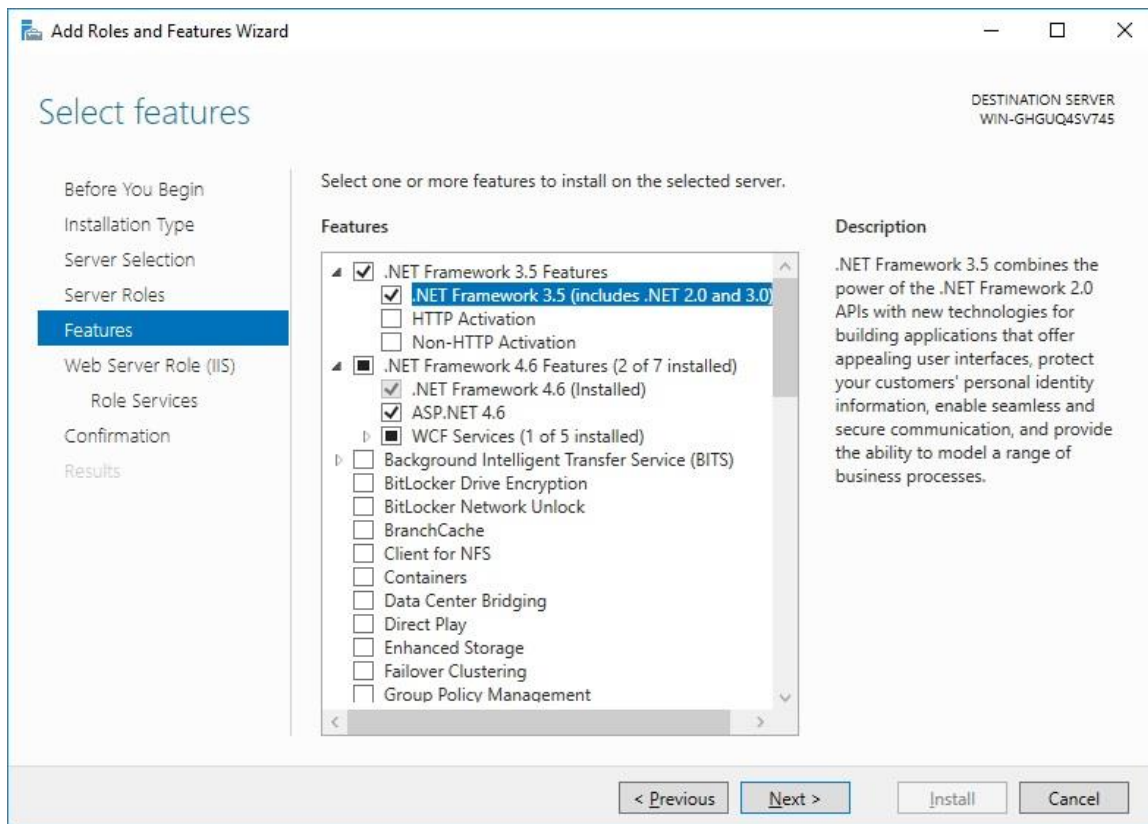 Add Roles and Features Wizard
Select features
DESTINATION SERVER
WIN-GHGUQ4SV745
Before You Begin
Installation Type
Server Selection
Server Roles
Features
Web Server Role (IIS)
Role Services
Confirmation
Results
Select one or more features to install on the selected server.
Features
.NET Framework 3.5 Features
.NET Framework 3.5 (includes .NET 2.0 and 3.0)
HTTP Activation
Non-HTTP Activation
.NET Framework 4.6 Features (2 of 7 installed)
.NET Framework 4.6 (Installed)
ASP.NET 4.6
WCF Services (1 of 5 installed)
Background Intelligent Transfer Service (BITS)
BitLocker Drive Encryption
BitLocker Network Unlock
BranchCache
Client for NFS
Containers
Data Center Bridging
Direct Play
Enhanced Storage
Failover Clustering
Group Policy Management
Description
.NET Framework 3.5 combines the
power of the .NET Framework 2.0
APIs with new technologies for
building applications that offer
appealing user interfaces, protect
your customers' personal identity
information, enable seamless and
secure communication, and provide
the ability to model a range of
business processes.
< Previous
Next >
Install
Cancel